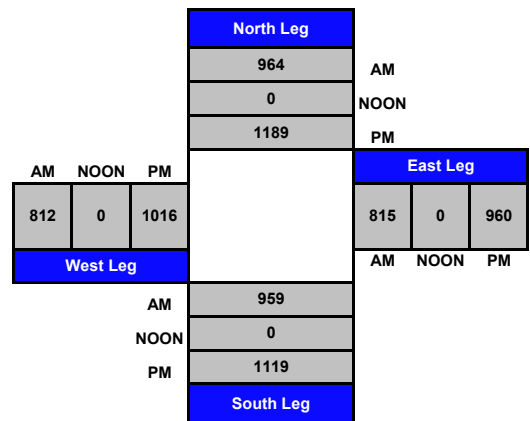 North Leg
964 AM
0 NOON
1189 PM
AM NOON PM East Leg
812 0 1016 815 0 960
West Leg AM NOON PM
AM 959
NOON 0
PM 1119
South Leg